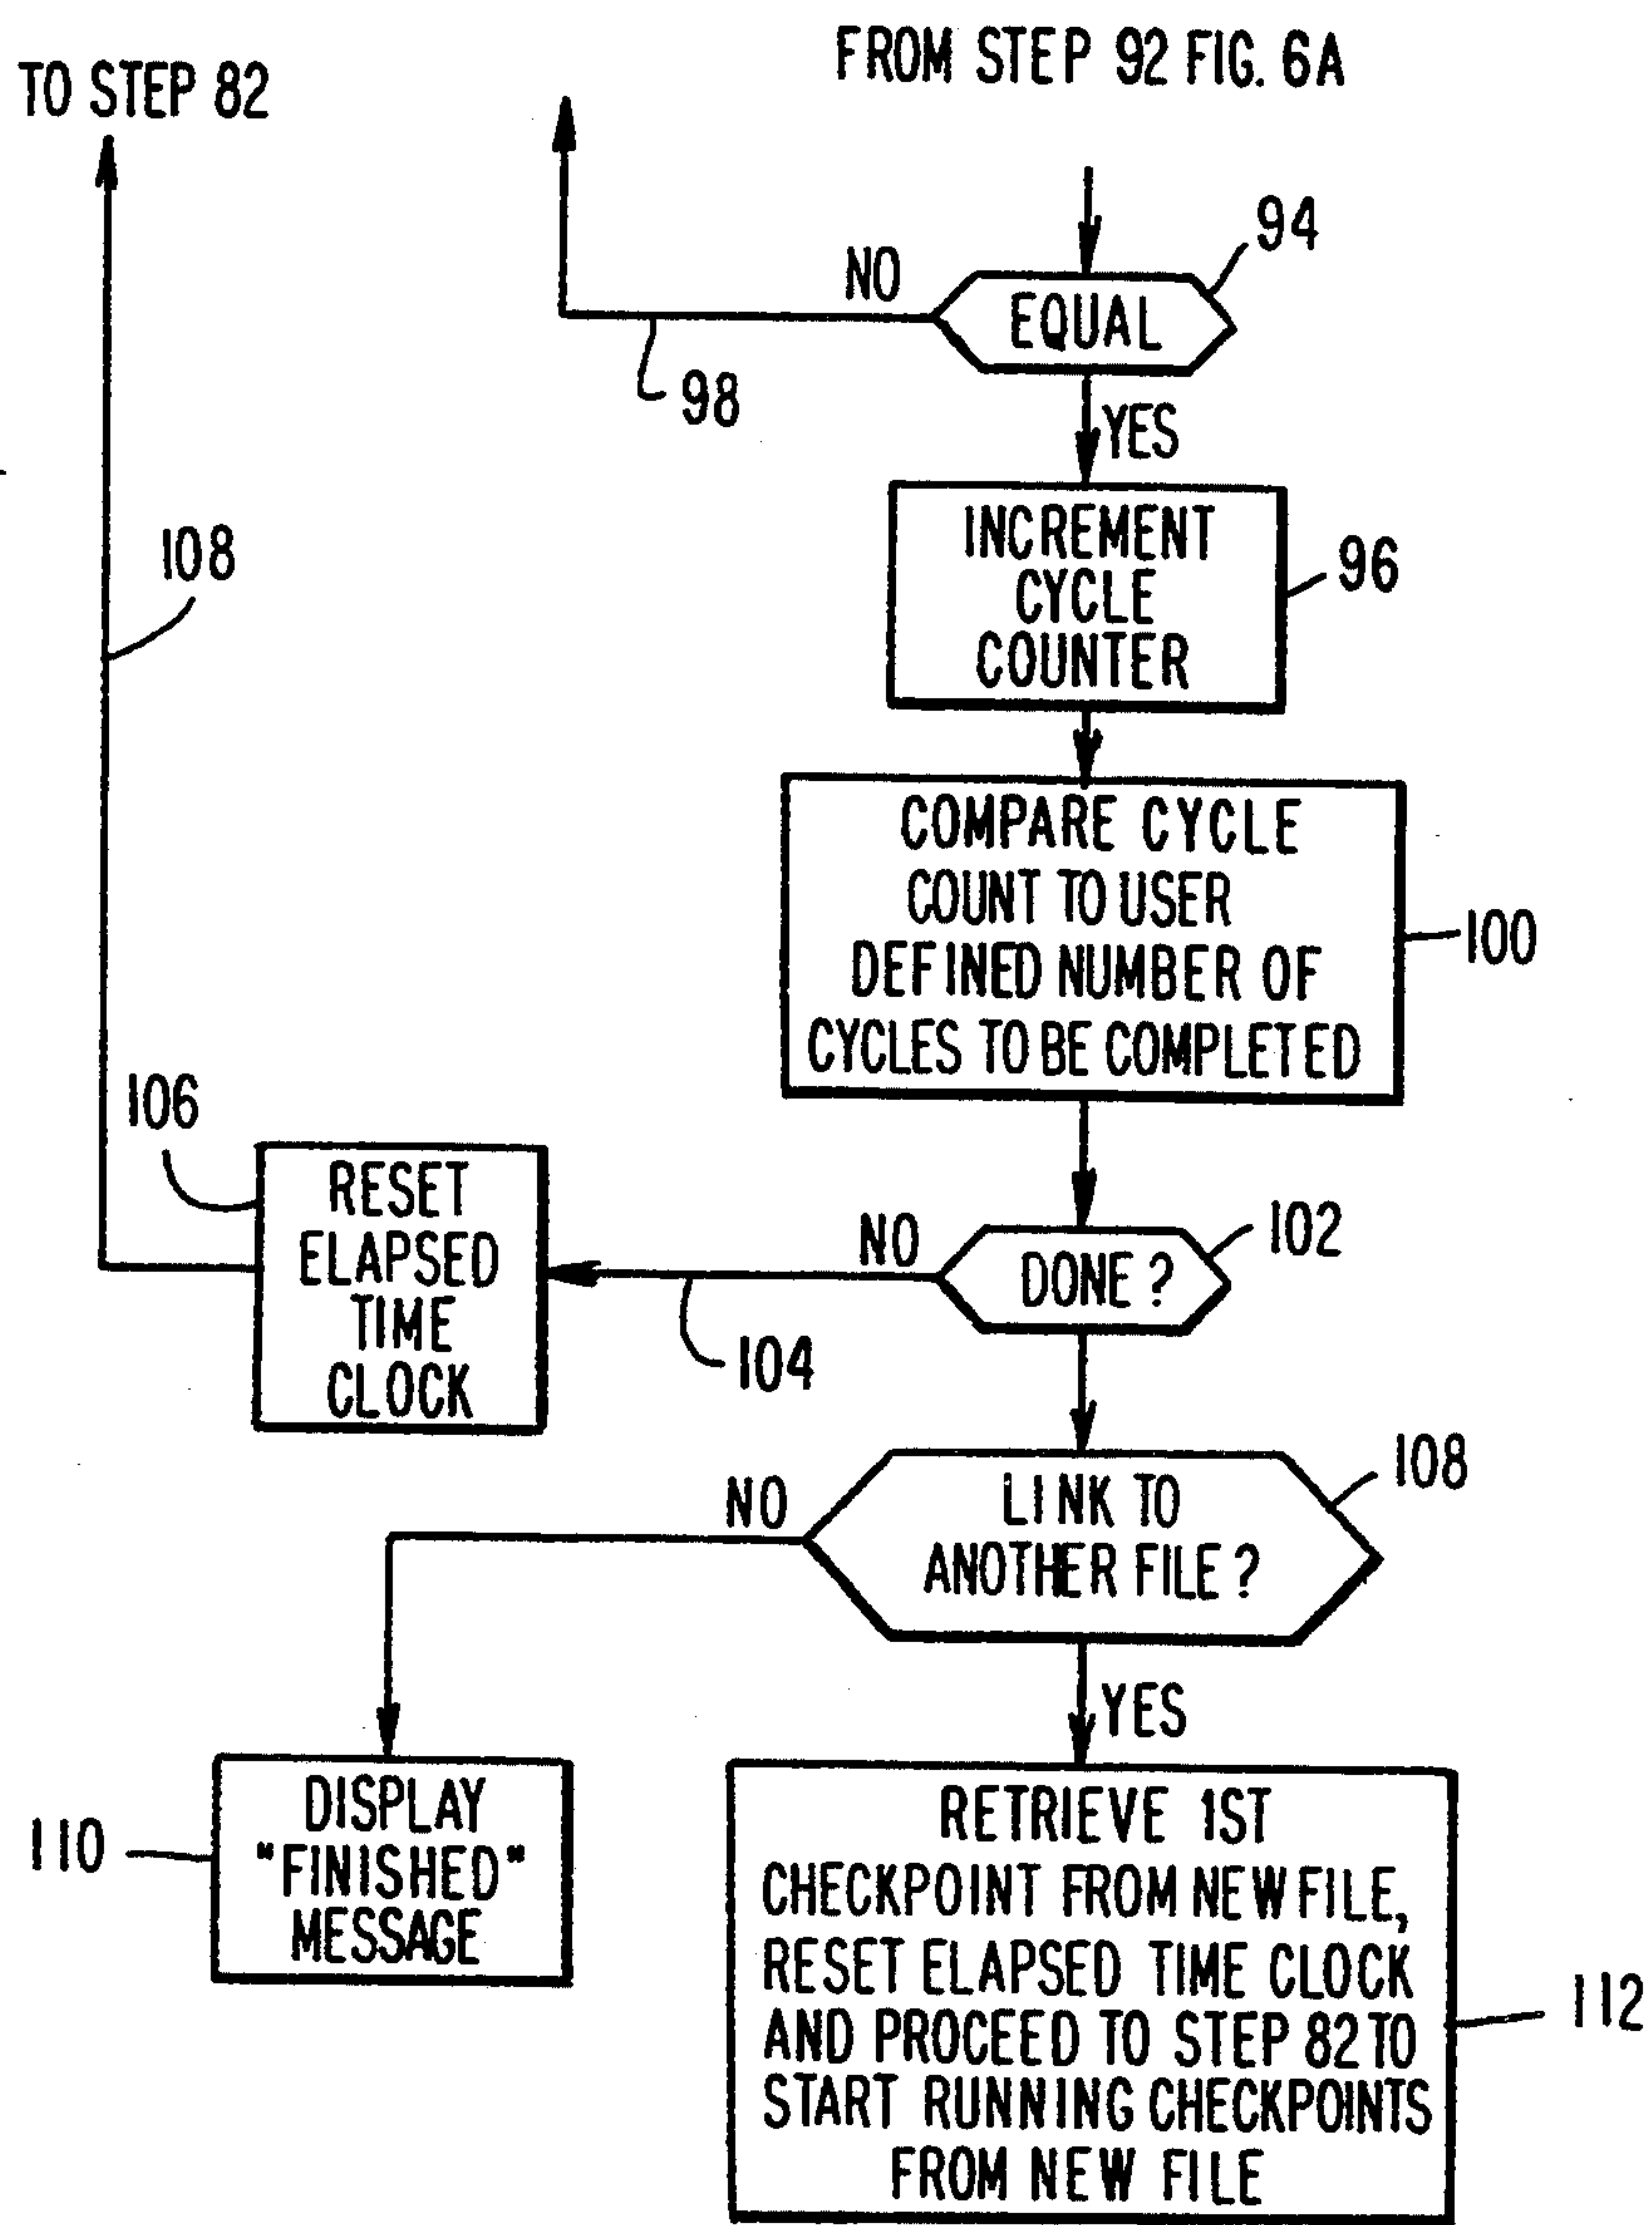 FROM STEP 92 FIG. 6A
TO STEP 82
94
NO
EQUAL
98
YES
INCREMENT
CYCLE
COUNTER
96
108
COMPARE CYCLE
COUNT TO USER
DEFINED NUMBER OF
CYCLES TO BE COMPLETED
100
106
RESET
ELAPSED
TIME
CLOCK
NO
104
DONE ?
102
LINK TO
ANOTHER FILE ?
108
NO
YES
DISPLAY
"FINISHED"
MESSAGE
110
RETRIEVE 1ST
CHECKPOINT FROM NEW FILE,
RESET ELAPSED TIME CLOCK
AND PROCEED TO STEP 82 TO
START RUNNING CHECKPOINTS
FROM NEW FILE
112